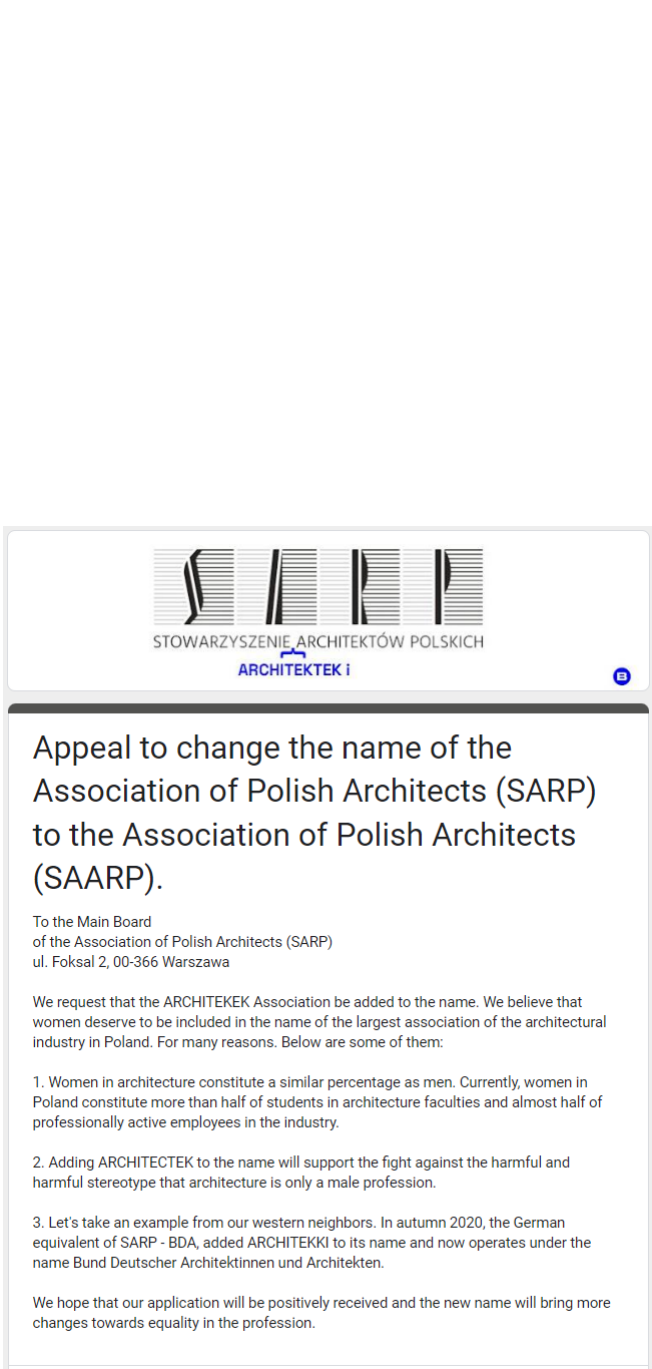 SARP
STOWARZYSZENIE ARCHITEKTÓW POLSKICH
ARCHITEKTEK i
B
Appeal to change the name of the
Association of Polish Architects (SARP)
to the Association of Polish Architects
(SAARP).
To the Main Board
of the Association of Polish Architects (SARP)
ul. Foksal 2, 00-366 Warszawa
We request that the ARCHITEKEK Association be added to the name. We believe that
women deserve to be included in the name of the largest association of the architectural
industry in Poland. For many reasons. Below are some of them:
1. Women in architecture constitute a similar percentage as men. Currently, women in
Poland constitute more than half of students in architecture faculties and almost half of
professionally active employees in the industry.
2. Adding ARCHITECTEK to the name will support the fight against the harmful and
harmful stereotype that architecture is only a male profession.
3. Let's take an example from our western neighbors. In autumn 2020, the German
equivalent of SARP - BDA, added ARCHITEKKI to its name and now operates under the
name Bund Deutscher Architektinnen und Architekten.
We hope that our application will be positively received and the new name will bring more
changes towards equality in the profession.